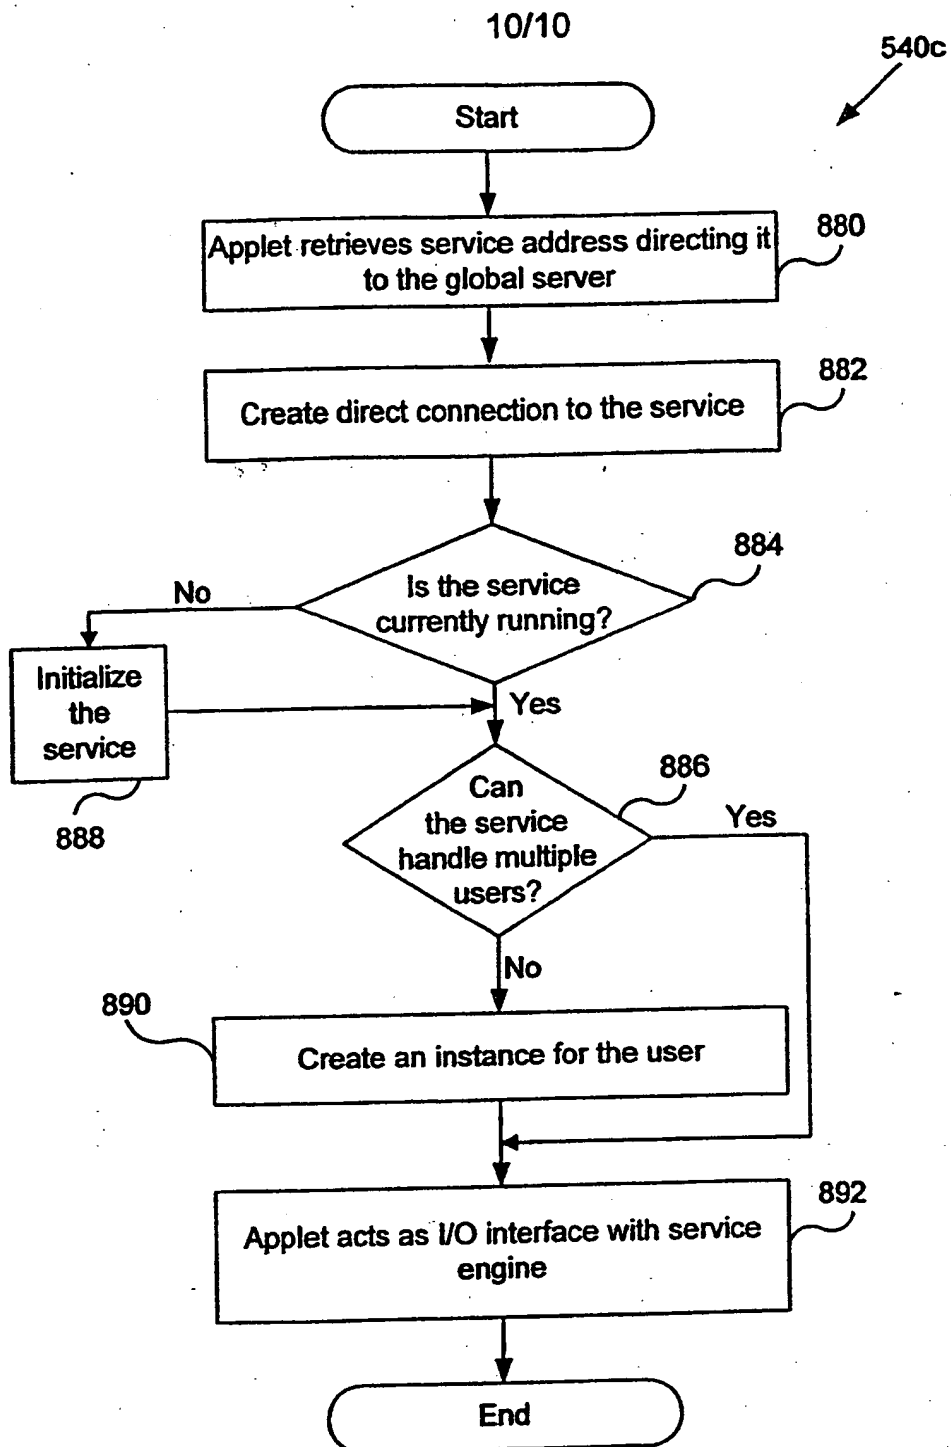 10/10
540c
Start
Applet retrieves service address directing it
to the global server
880
Create direct connection to the service
882
Is the service
currently running?
884
No
Initialize
the
service
888
Yes
Can
the service
handle multiple
users?
886
Yes
No
890
Create an instance for the user
Applet acts as I/O interface with service
engine
892
End